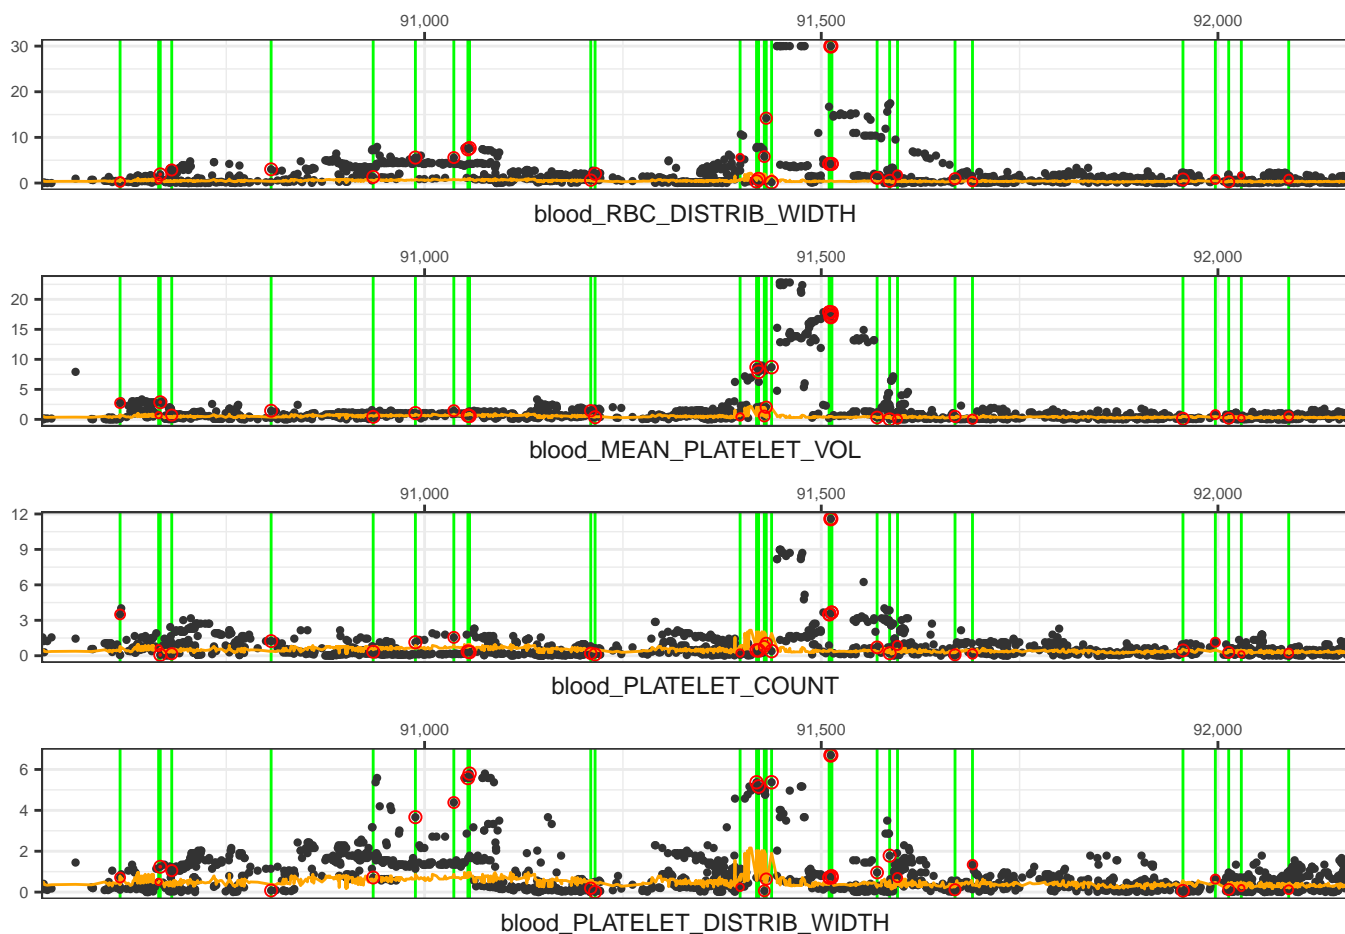 91,000 91,500 92,000
30
20
10
0
blood_RBC_DISTRIB_WIDTH
91,000 91,500 92,000
20
15
10
5
0
blood_MEAN_PLATELET_VOL
91,000 91,500 92,000
12
9
6
3
0
blood_PLATELET_COUNT
91,000 91,500 92,000
6
4
2
0
blood_PLATELET_DISTRIB_WIDTH